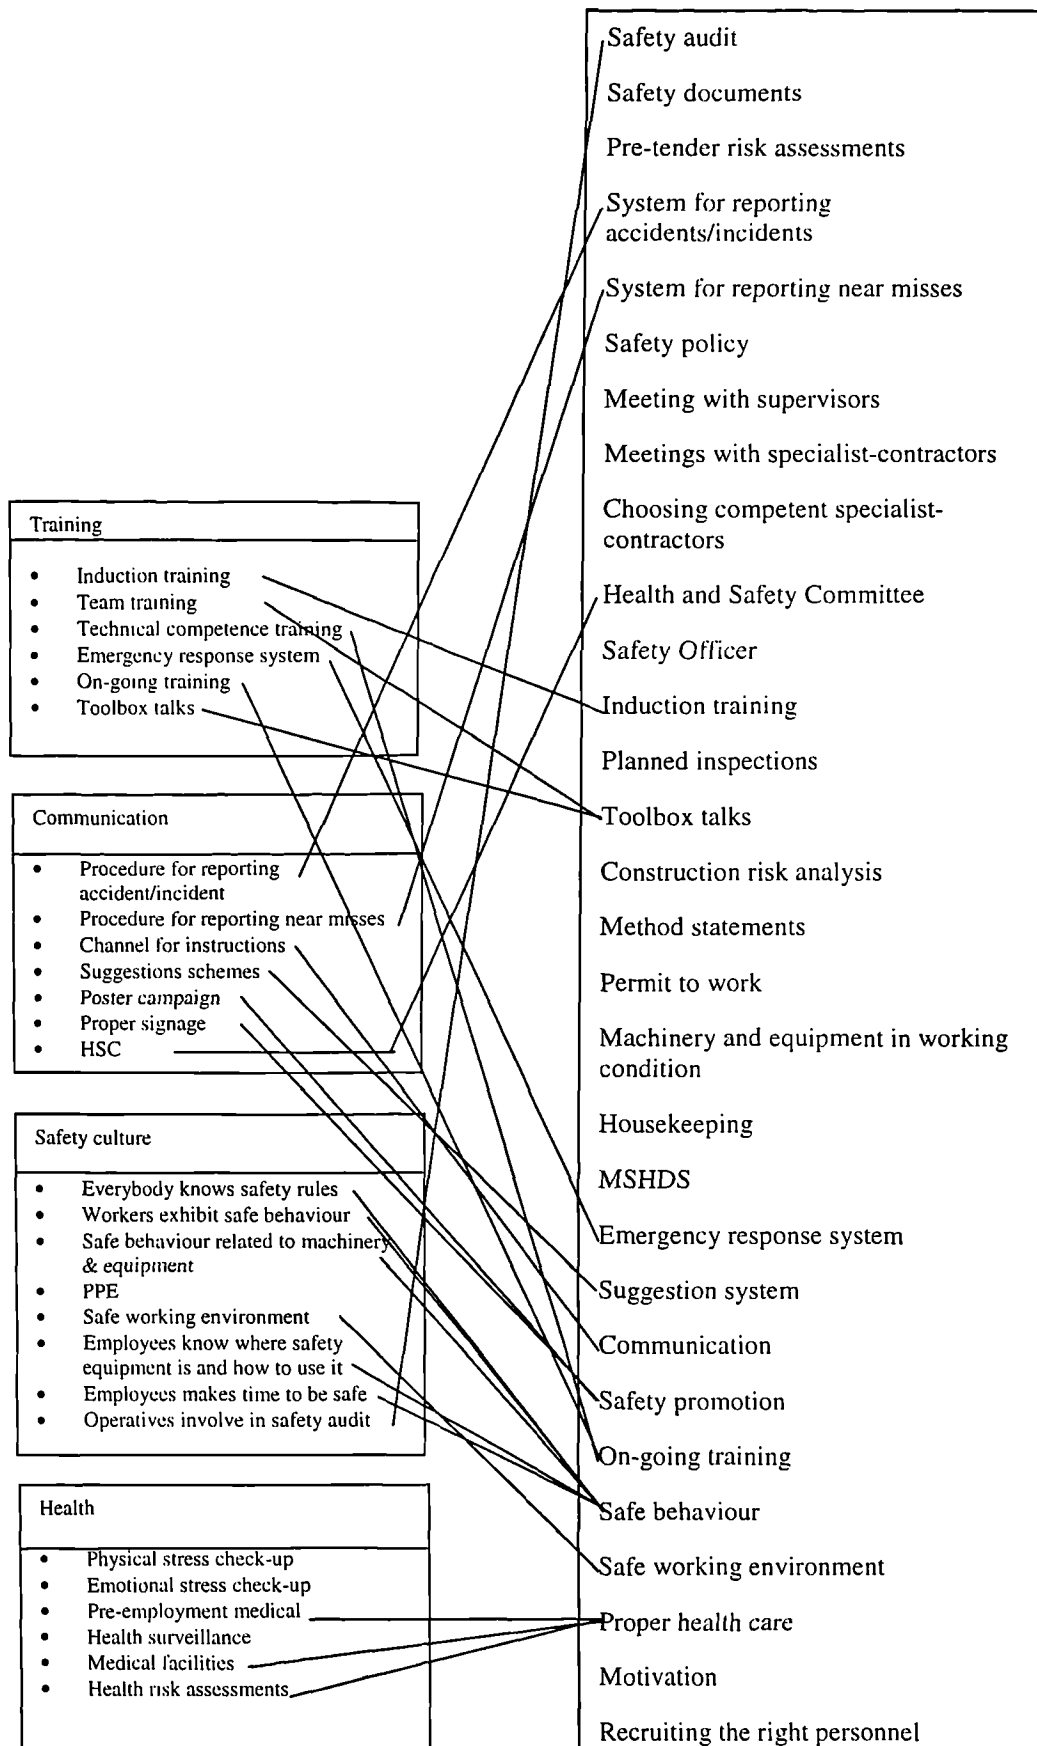 Training
• Induction training
• Team training
• Technical competence training
• Emergency response system
• On-going training
• Toolbox talks
Communication
• Procedure for reporting
accident/incident
• Procedure for reporting near misses
• Channel for instructions
• Suggestions schemes
• Poster campaign
• Proper signage
• HSC
Safety culture
• Everybody knows safety rules
• Workers exhibit safe behaviour
• Safe behaviour related to machinery
& equipment
• PPE
• Safe working environment
• Employees know where safety
equipment is and how to use it
• Employees makes time to be safe
• Operatives involve in safety audit
Health
• Physical stress check-up
• Emotional stress check-up
• Pre-employment medical
• Health surveillance
• Medical facilities
• Health risk assessments
Safety audit
Safety documents
Pre-tender risk assessments
System for reporting
accidents/incidents
System for reporting near misses
Safety policy
Meeting with supervisors
Meetings with specialist-contractors
Choosing competent specialist-
contractors
Health and Safety Committee
Safety Officer
Induction training
Planned inspections
Toolbox talks
Construction risk analysis
Method statements
Permit to work
Machinery and equipment in working
condition
Housekeeping
MSHDS
Emergency response system
Suggestion system
Communication
Safety promotion
On-going training
Safe behaviour
Safe working environment
Proper health care
Motivation
Recruiting the right personnel